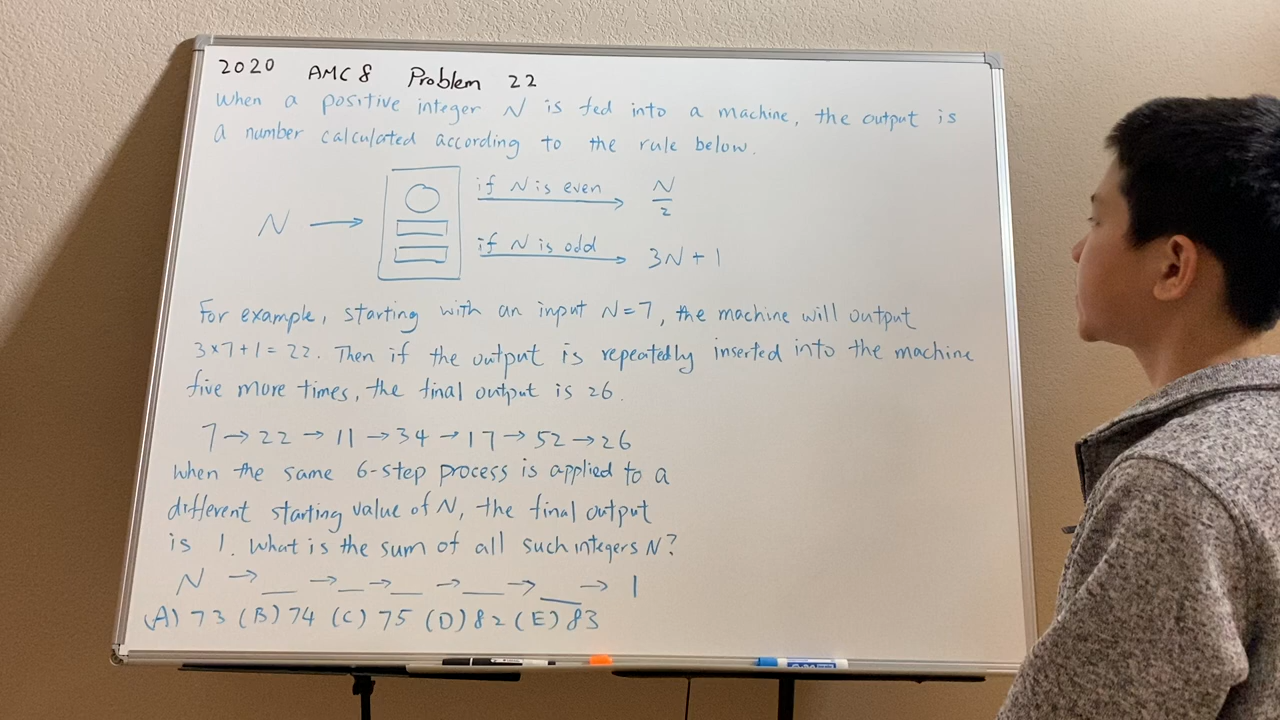 2020 AMC 8 Problem 22
When a positive integer N is fed into a machine, the output is
a number calculated according to the rule below.
N → if N is even → N/2
if N is odd → 3N + 1
For example, starting with an input N=7, the machine will output
3×7+1=22. Then if the output is repeatedly inserted into the machine
five more times, the final output is 26.
7→22→11→34→17→52→26
When the same 6-step process is applied to a
different starting value of N, the final output
is 1. What is the sum of all such integers N?
N → __ → __ → __ → __ → __ → 1
(A) 73 (B) 74 (C) 75 (D) 82 (E) 83